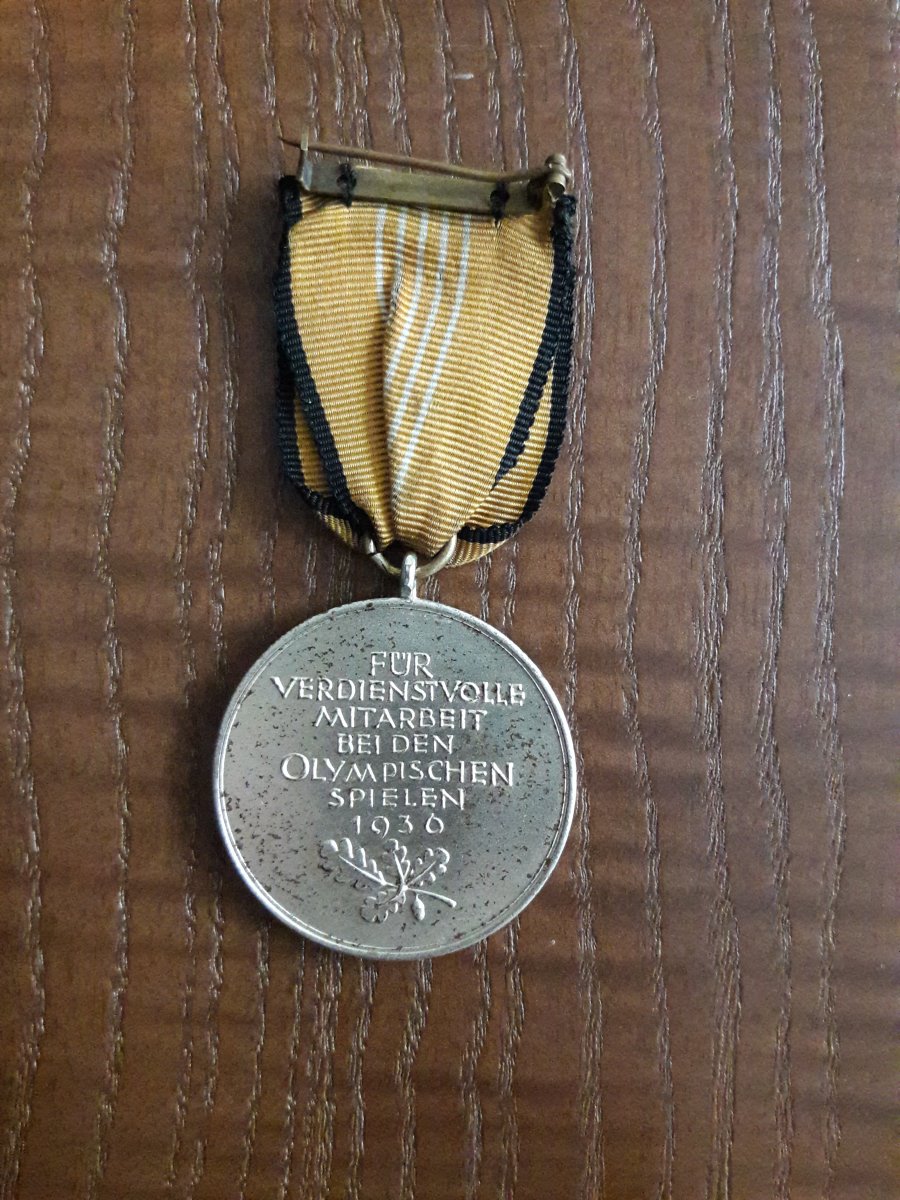 FÜR
VERDIENSTVOLLE
MITARBEIT
BEI DEN
OLYMPISCHEN
SPIELEN
1936